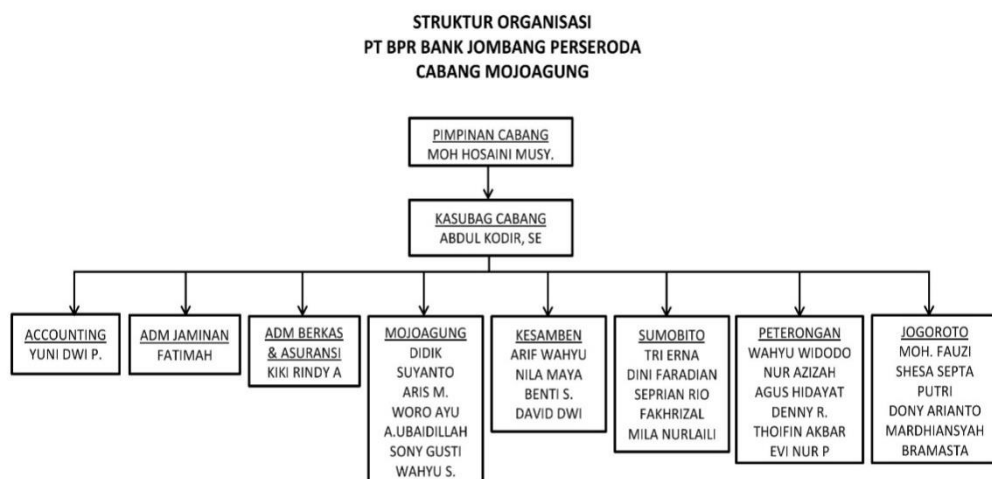 STRUKTUR ORGANISASI
PT BPR BANK JOMBANG PERSERODA
CABANG MOJOAGUNG
PIMPINAN CABANG
MOH HOSAINI MUSY.
KASUBAG CABANG
ABDUL KODIR, SE
ACCOUNTING
YUNI DWI P.
ADM JAMINAN
FATIMAH
ADM BERKAS
& ASURANSI
KIKI RINDY A
MOJOAGUNG
DIDIK
SUYANTO
ARIS M.
WORO AYU
A.UBAIDILLAH
SONY GUSTI
WAHYU S.
KESAMBEN
ARIF WAHYU
NILA MAYA
BENTI S.
DAVID DWI
SUMOBITO
TRI ERNA
DINI FARADIAN
SEPRIAN RIO
FAKHRIZAL
MILA NURLAILI
PETERONGAN
WAHYU WIDODO
NUR AZIZAH
AGUS HIDAYAT
DENNY R.
THOIFIN AKBAR
EVI NUR P
JOGOROTO
MOH. FAUZI
SHESA SEPTA
PUTRI
DONY ARIANTO
MARDHIANSYAH
BRAMASTA